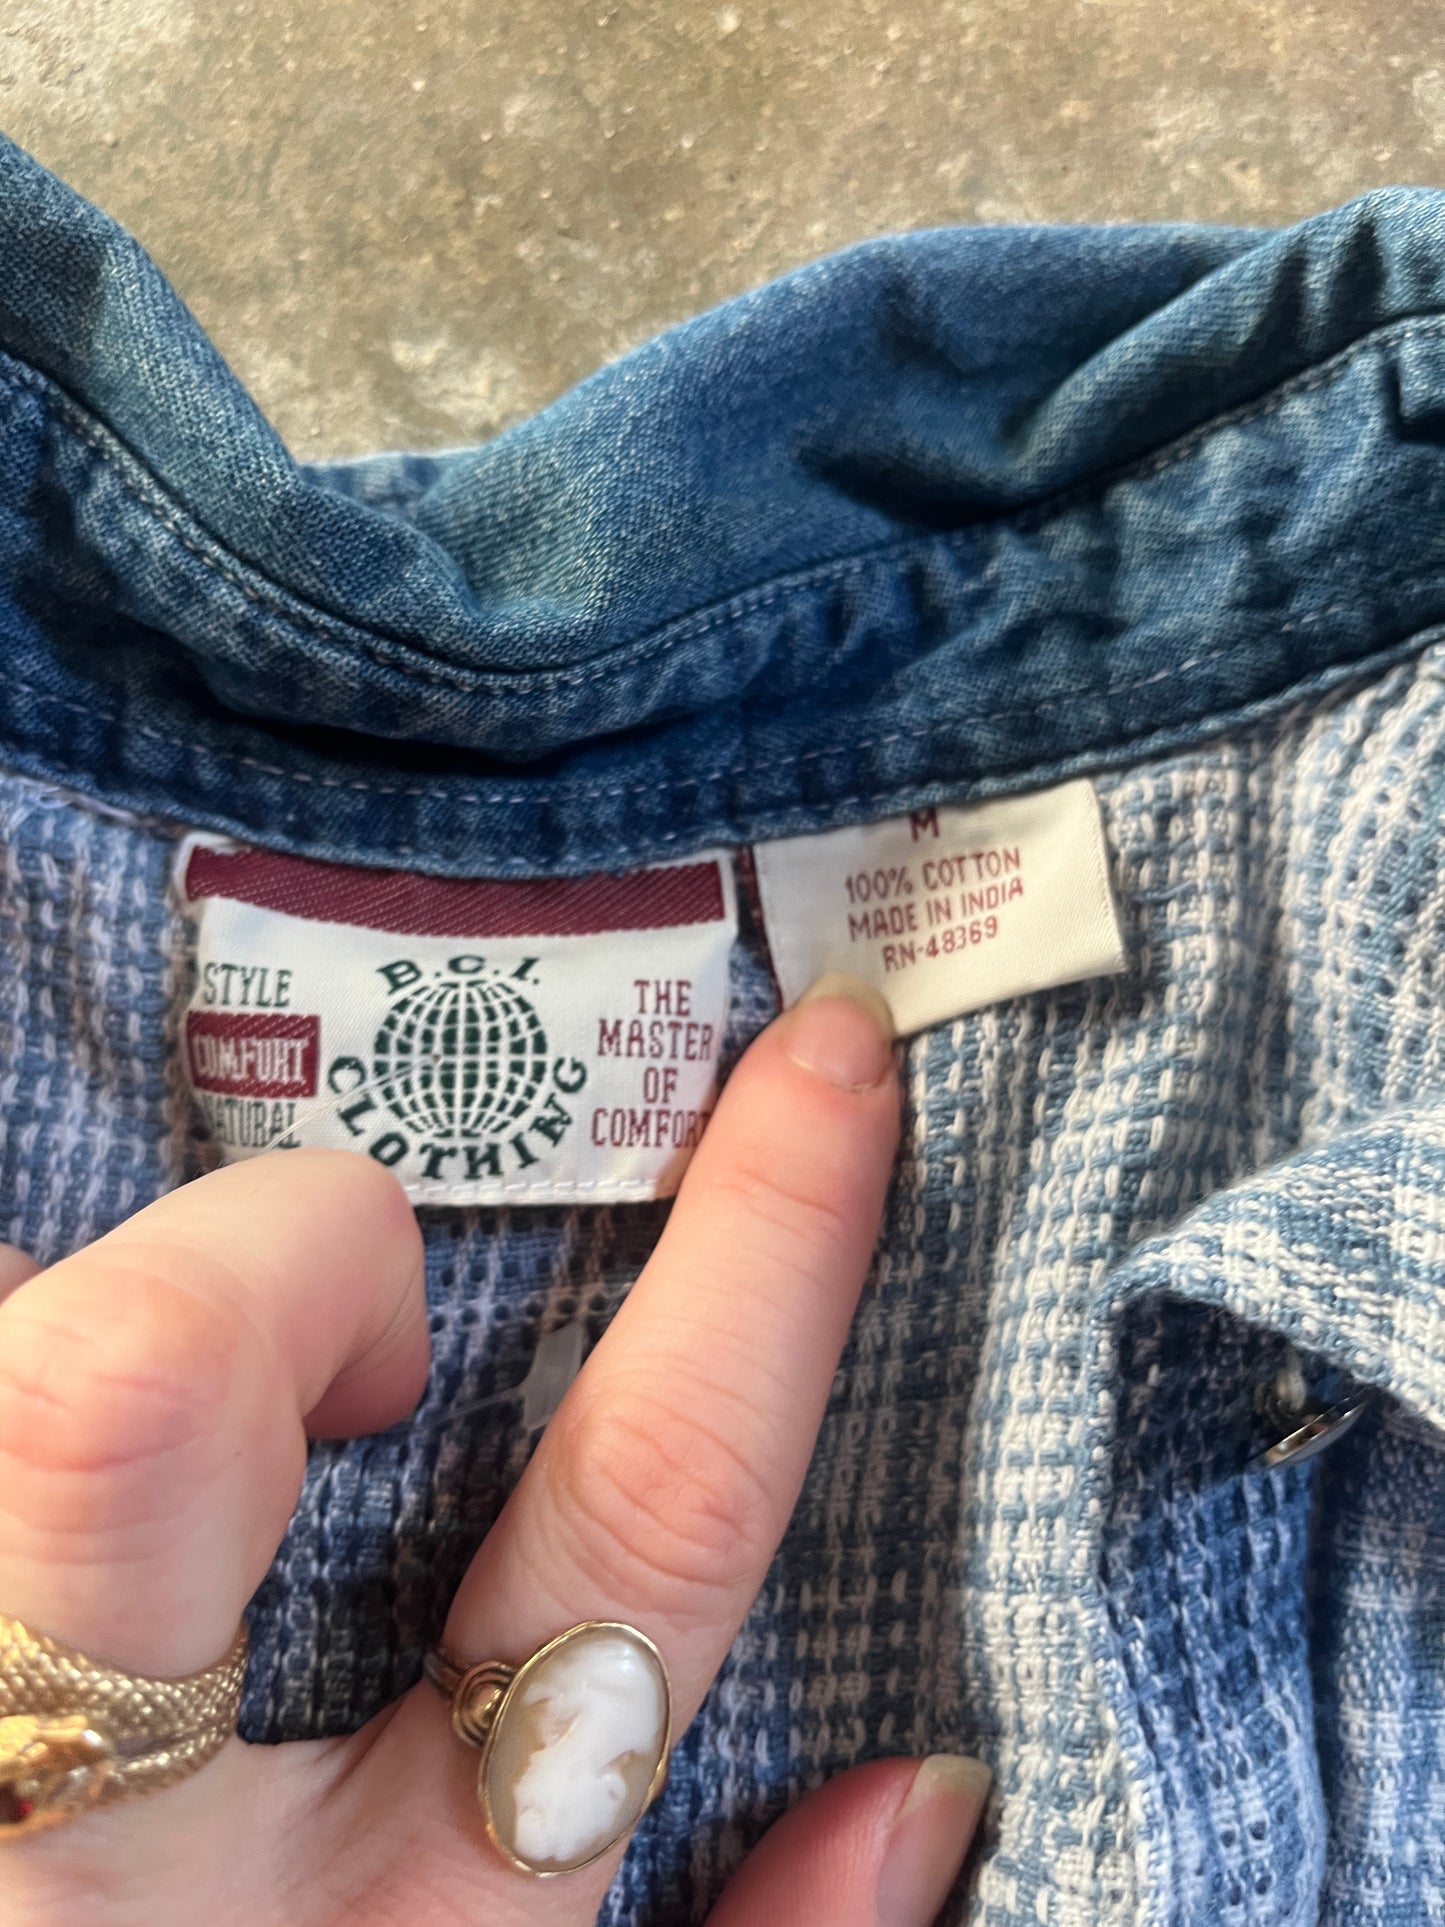 STYLE
COMFORT
NATURAL
B.C.I.
CLOTHING
THE
MASTER
OF
COMFORT
M
100% COTTON
MADE IN INDIA
RN-48369